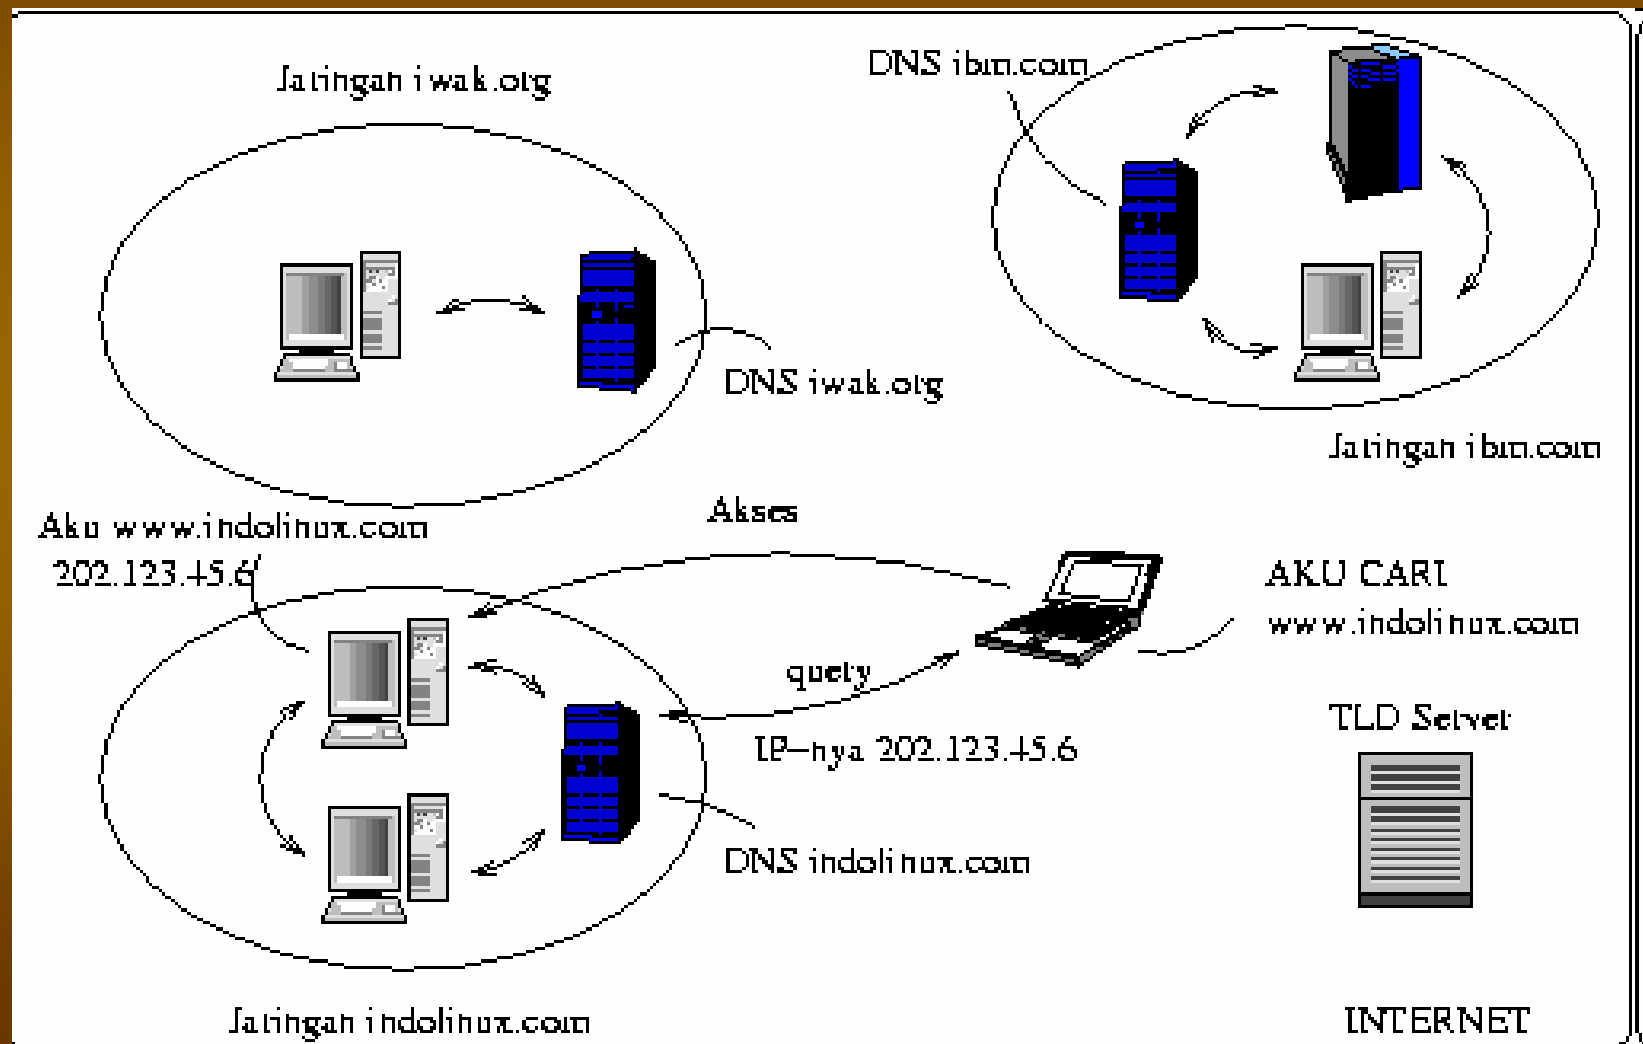 Jaringan iwak.org
DNS ibm.com
DNS iwak.org
Jaringan ibm.com
Aku www.indolinux.com
202.123.45.6
Akses
AKU CARI
www.indolinux.com
query
IP-nya 202.123.45.6
TLD Server
DNS indolinux.com
Jaringan indolinux.com
INTERNET